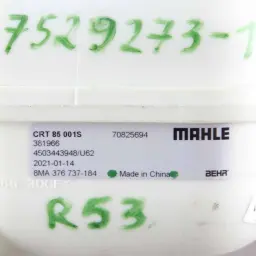 7529273-1
CRT 85 001S 70825694 MAHLE
381966
4503443948/U62
2021-01-14
8MA 376 737-184 Made in China BEHR
R53